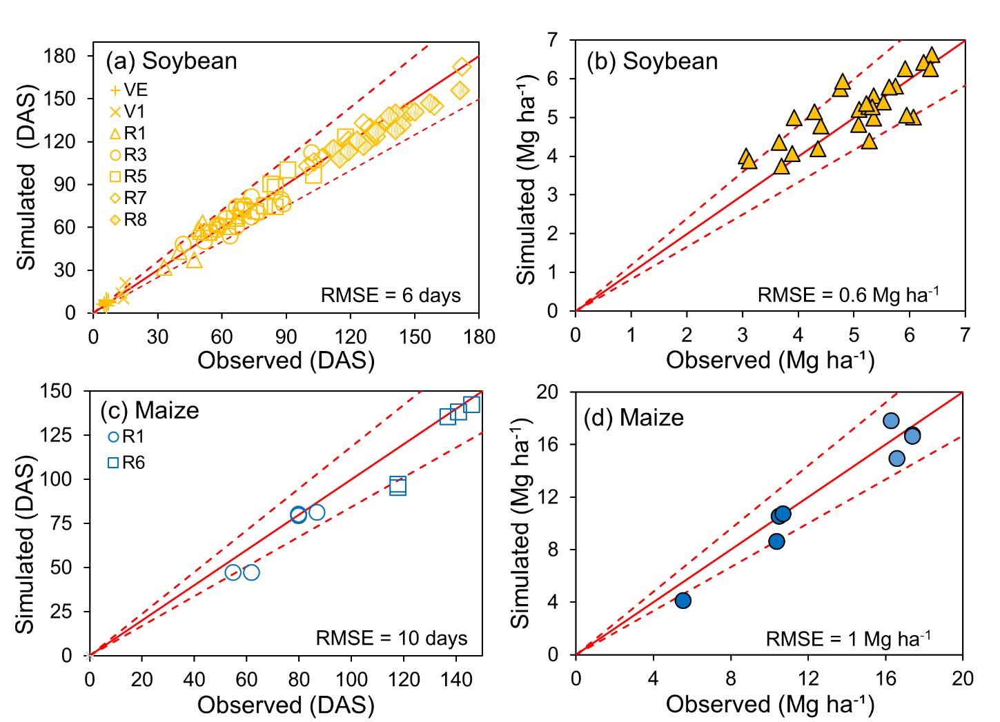 (a) Soybean
VE
V1
R1
R3
R5
R7
R8
180
150
120
90
60
30
0
Simulated (DAS)
RMSE = 6 days
0 30 60 90 120 150 180
Observed (DAS)
(b) Soybean
7
6
5
4
3
2
1
0
Simulated (Mg ha⁻¹)
RMSE = 0.6 Mg ha⁻¹
0 1 2 3 4 5 6 7
Observed (Mg ha⁻¹)
(c) Maize
R1
R6
150
125
100
75
50
25
0
Simulated (DAS)
RMSE = 10 days
0 20 40 60 80 100 120 140
Observed (DAS)
(d) Maize
20
16
12
8
4
0
Simulated (Mg ha⁻¹)
RMSE = 1 Mg ha⁻¹
0 4 8 12 16 20
Observed (Mg ha⁻¹)